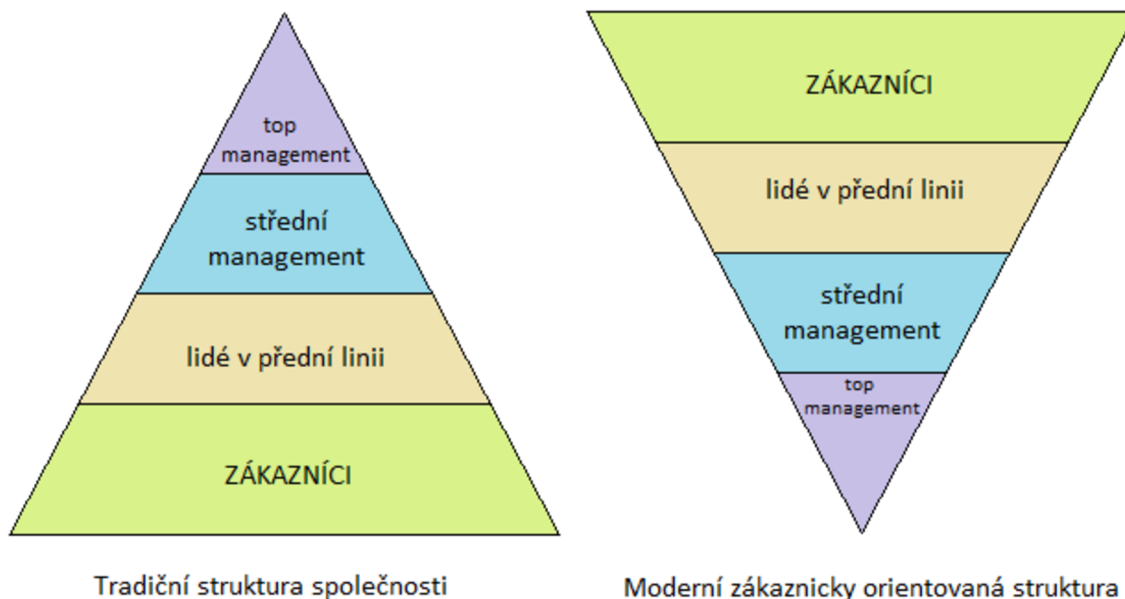 top
management
střední
management
lidé v přední linii
ZÁKAZNÍCI
Tradiční struktura společnosti
ZÁKAZNÍCI
lidé v přední linii
střední
management
top
management
Moderní zákaznicky orientovaná struktura